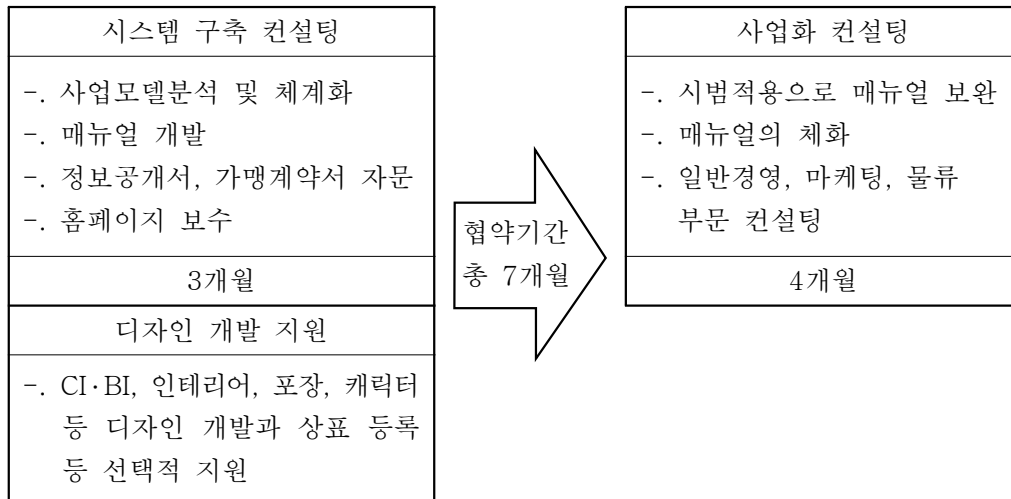 시스템 구축 컨설팅
-. 사업모델분석 및 체계화
-. 매뉴얼 개발
-. 정보공개서, 가맹계약서 자문
-. 홈페이지 보수
3개월
디자인 개발 지원
-. CI·BI, 인테리어, 포장, 캐릭터
등 디자인 개발과 상표 등록
등 선택적 지원
협약기간
총 7개월
사업화 컨설팅
-. 시범적용으로 매뉴얼 보완
-. 매뉴얼의 체화
-. 일반경영, 마케팅, 물류
부문 컨설팅
4개월